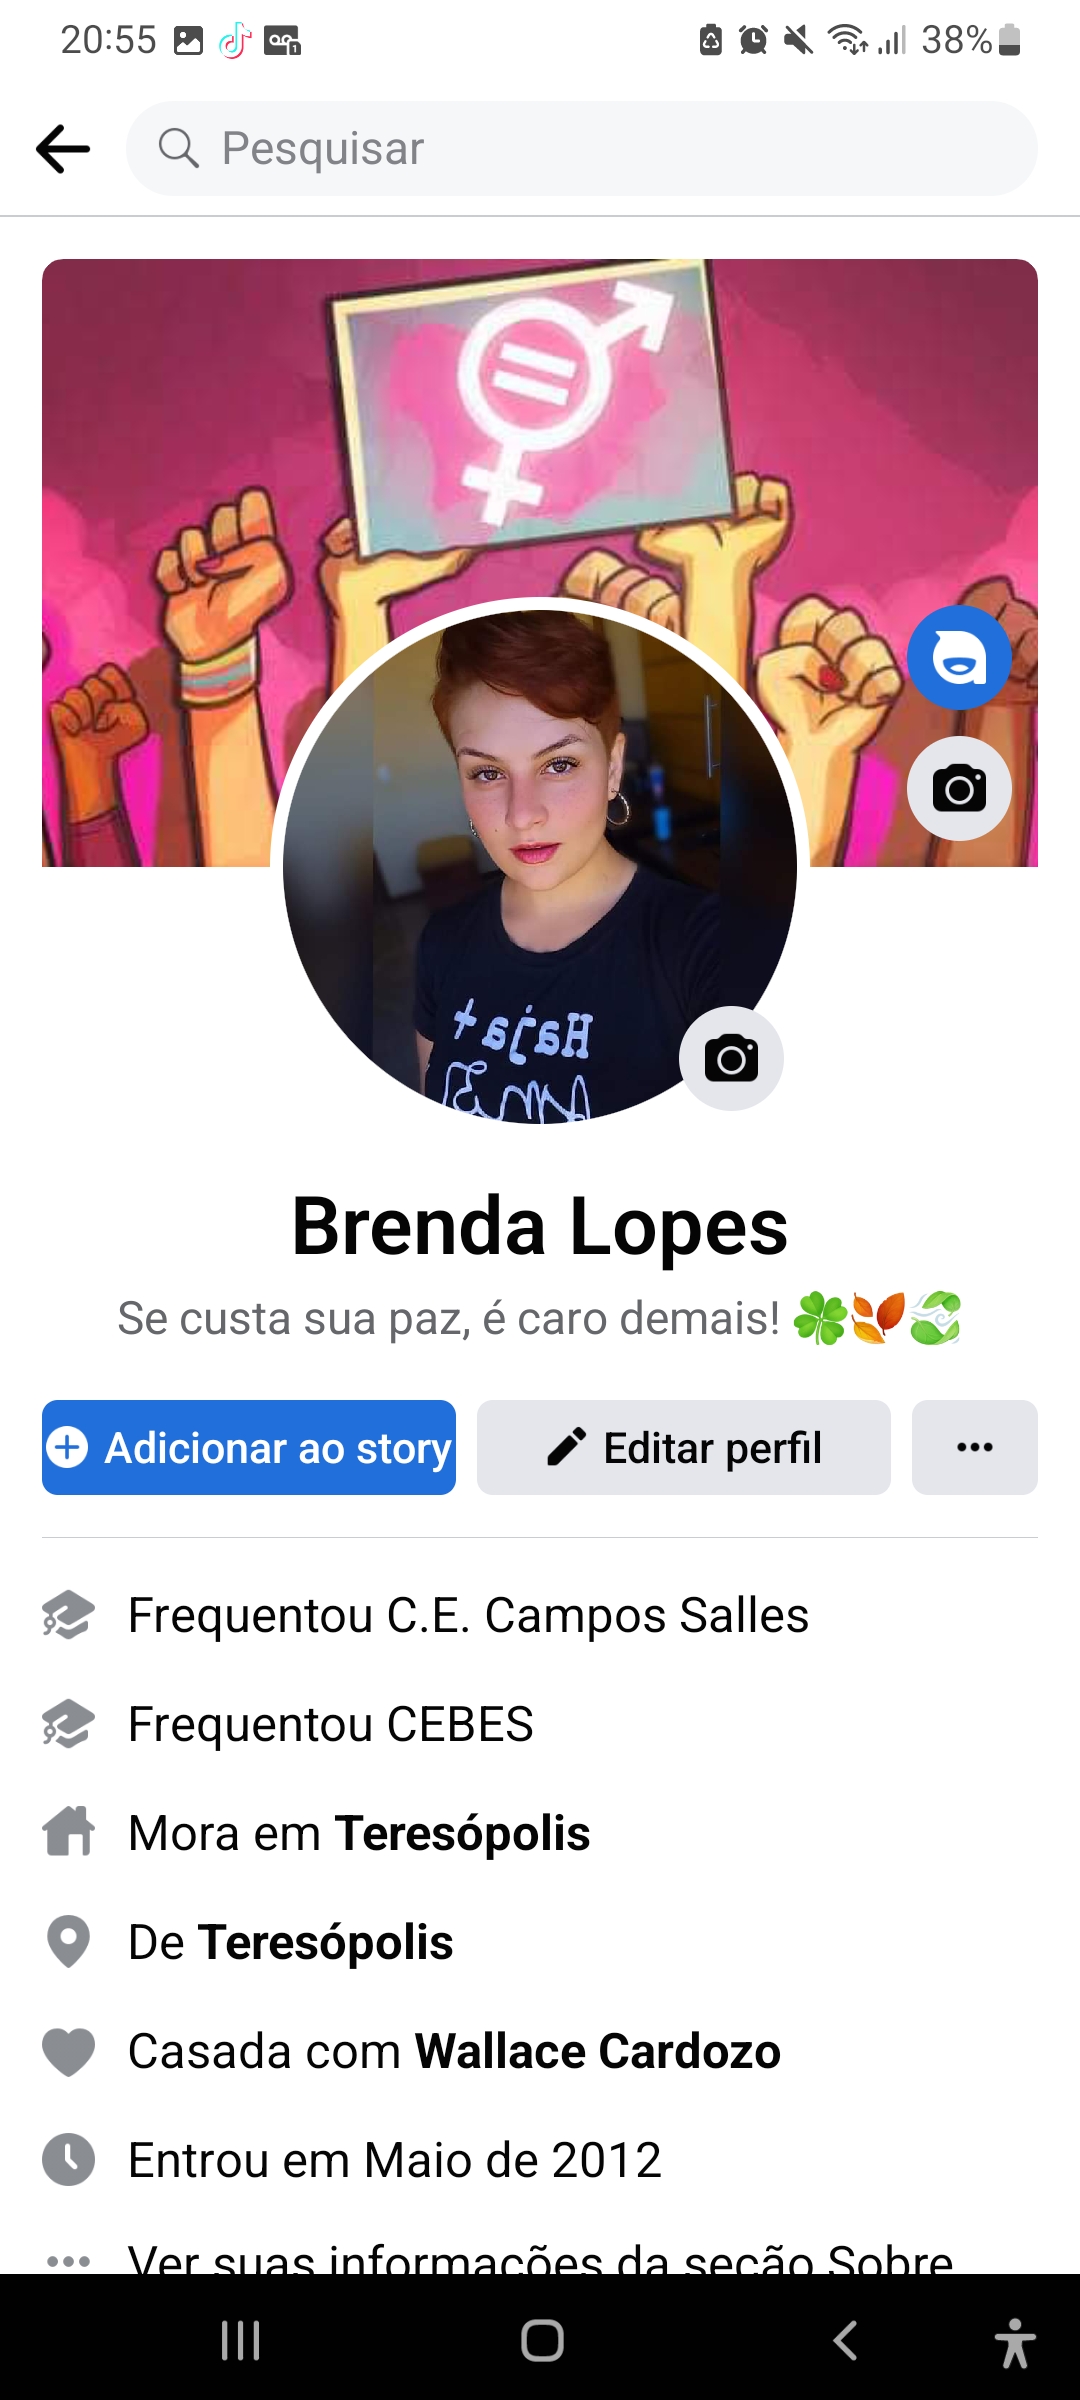 20:55
38%
Pesquisar
Haja +
Brenda Lopes
Se custa sua paz, é caro demais! 🍀🍂🍃
Adicionar ao story
Editar perfil
Frequentou C.E. Campos Salles
Frequentou CEBES
Mora em Teresópolis
De Teresópolis
Casada com Wallace Cardozo
Entrou em Maio de 2012
Ver suas informações da seção Sobre